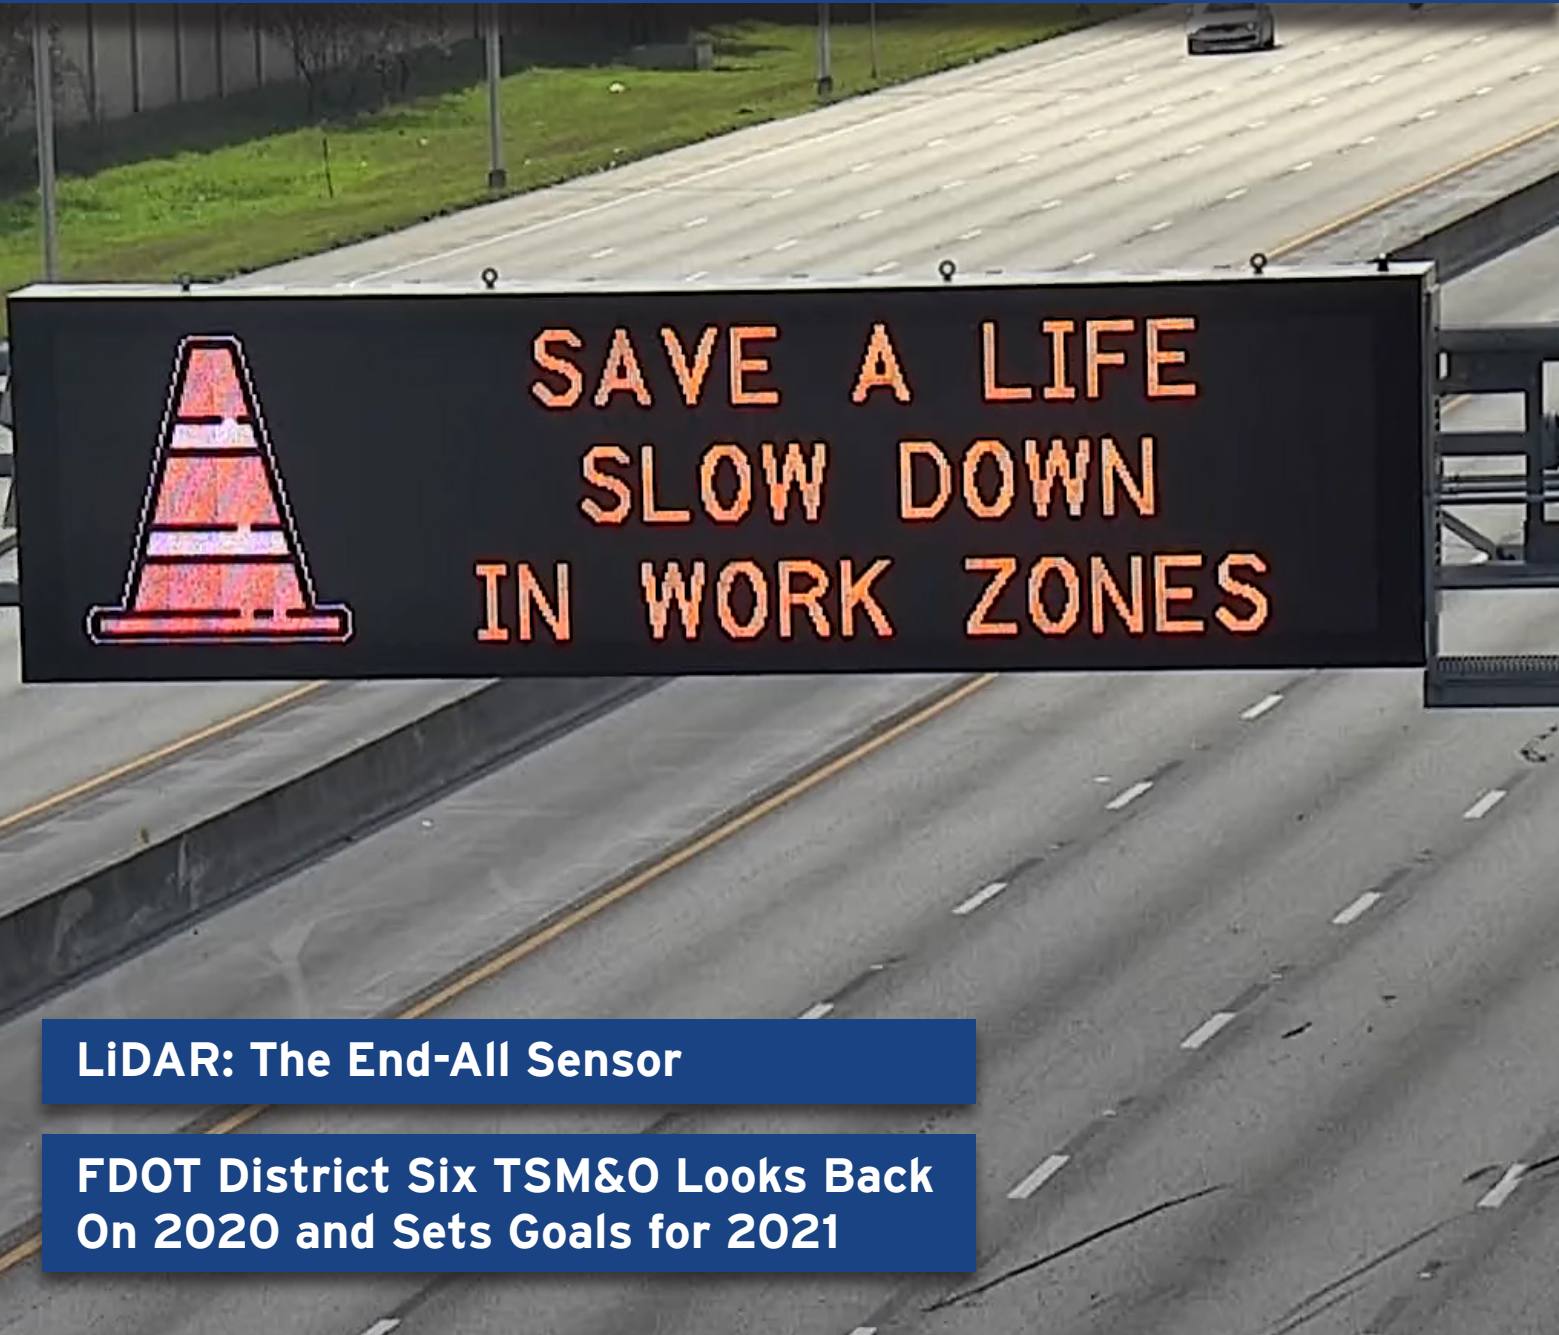 SAVE A LIFE
SLOW DOWN
IN WORK ZONES
LiDAR: The End-All Sensor
FDOT District Six TSM&O Looks Back
On 2020 and Sets Goals for 2021